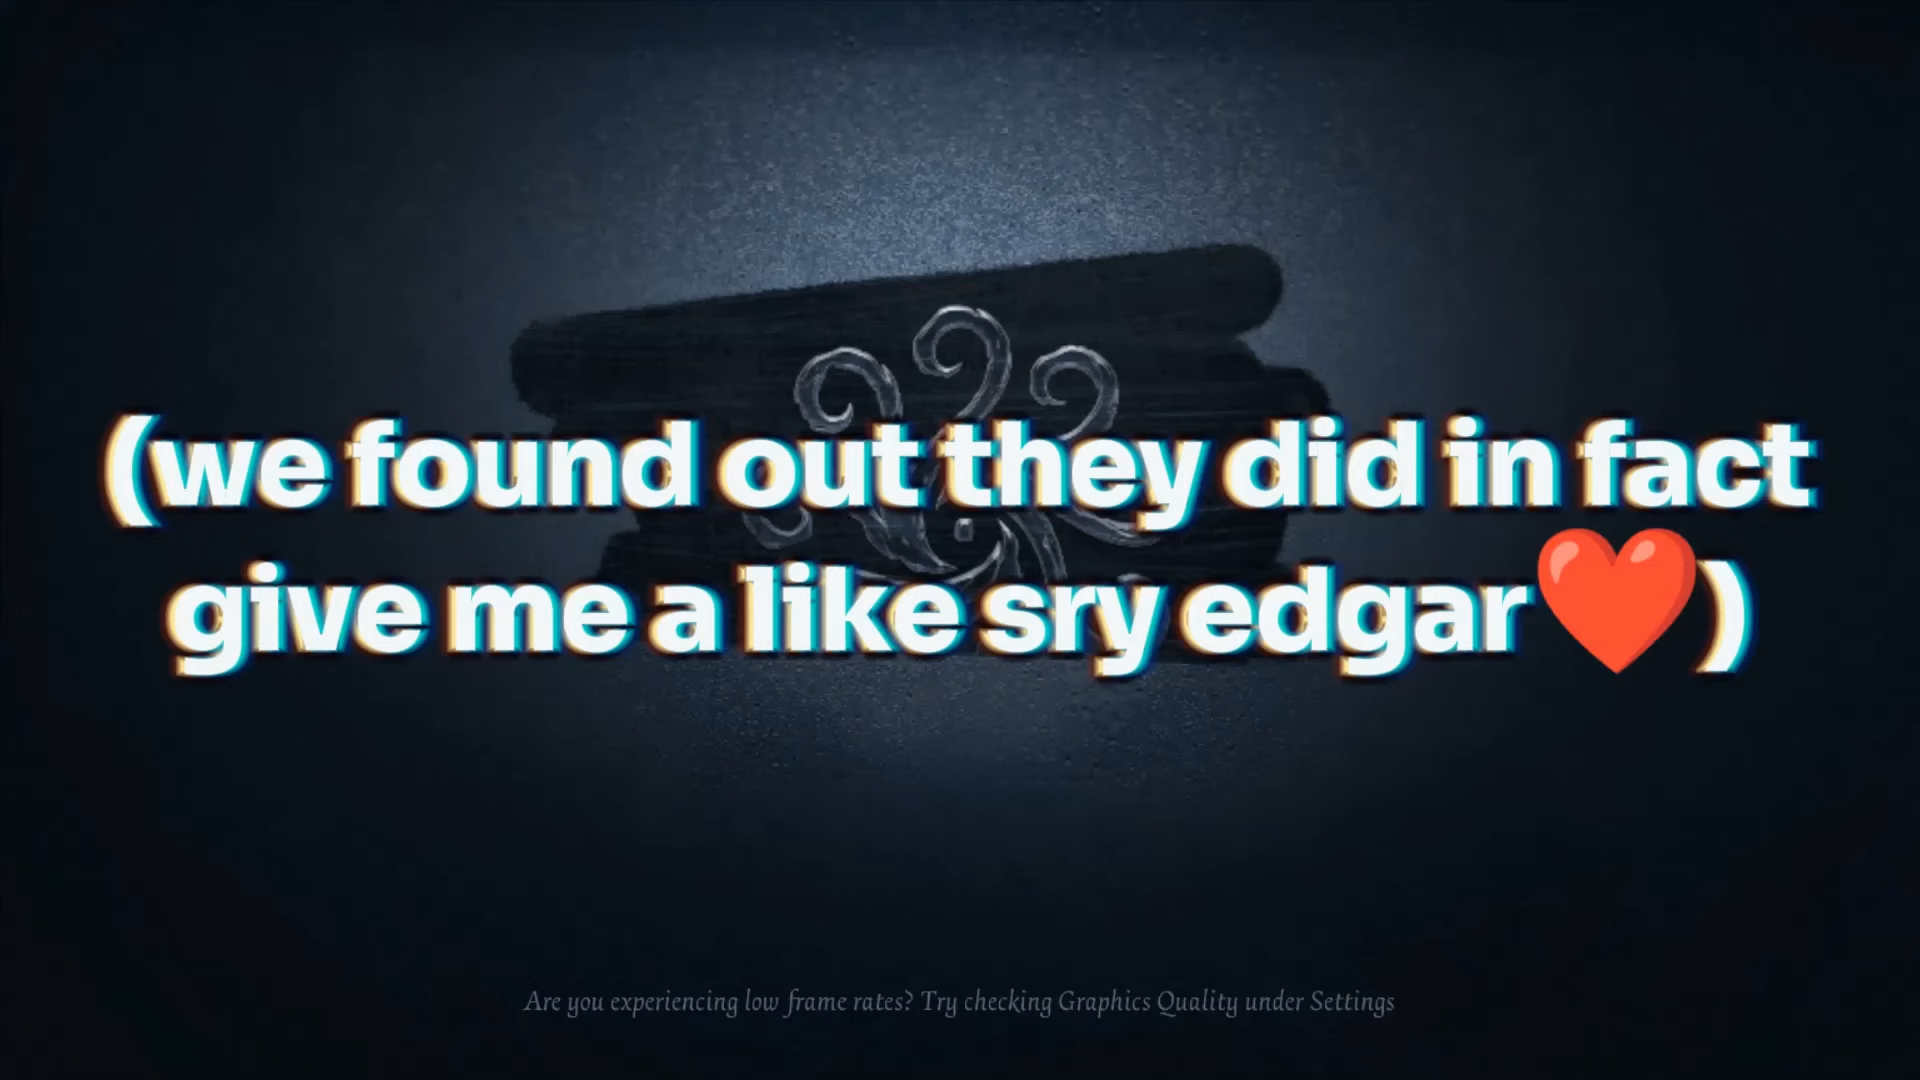 (we found out they did in fact
give me a like sry edgar❤️)
Are you experiencing low frame rates? Try checking Graphics Quality under Settings